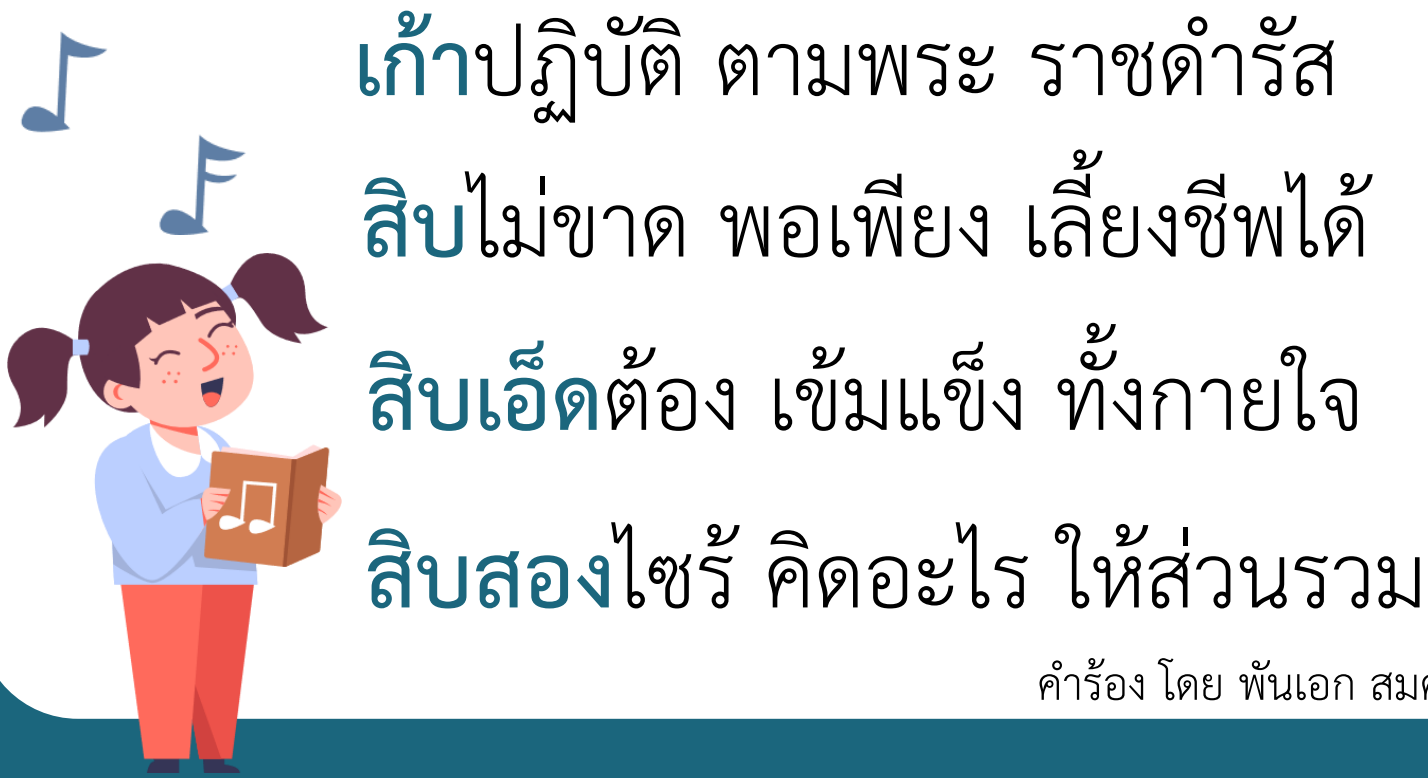 เก้าปฏิบัติ ตามพระ ราชดำรัส
สิบไม่ขาด พอเพียง เลี้ยงชีพได้
สิบเอ็ดต้อง เข้มแข็ง ทั้งกายใจ
สิบสองไซร้ คิดอะไร ให้ส่วนรวม
คำร้อง โดย พันเอก